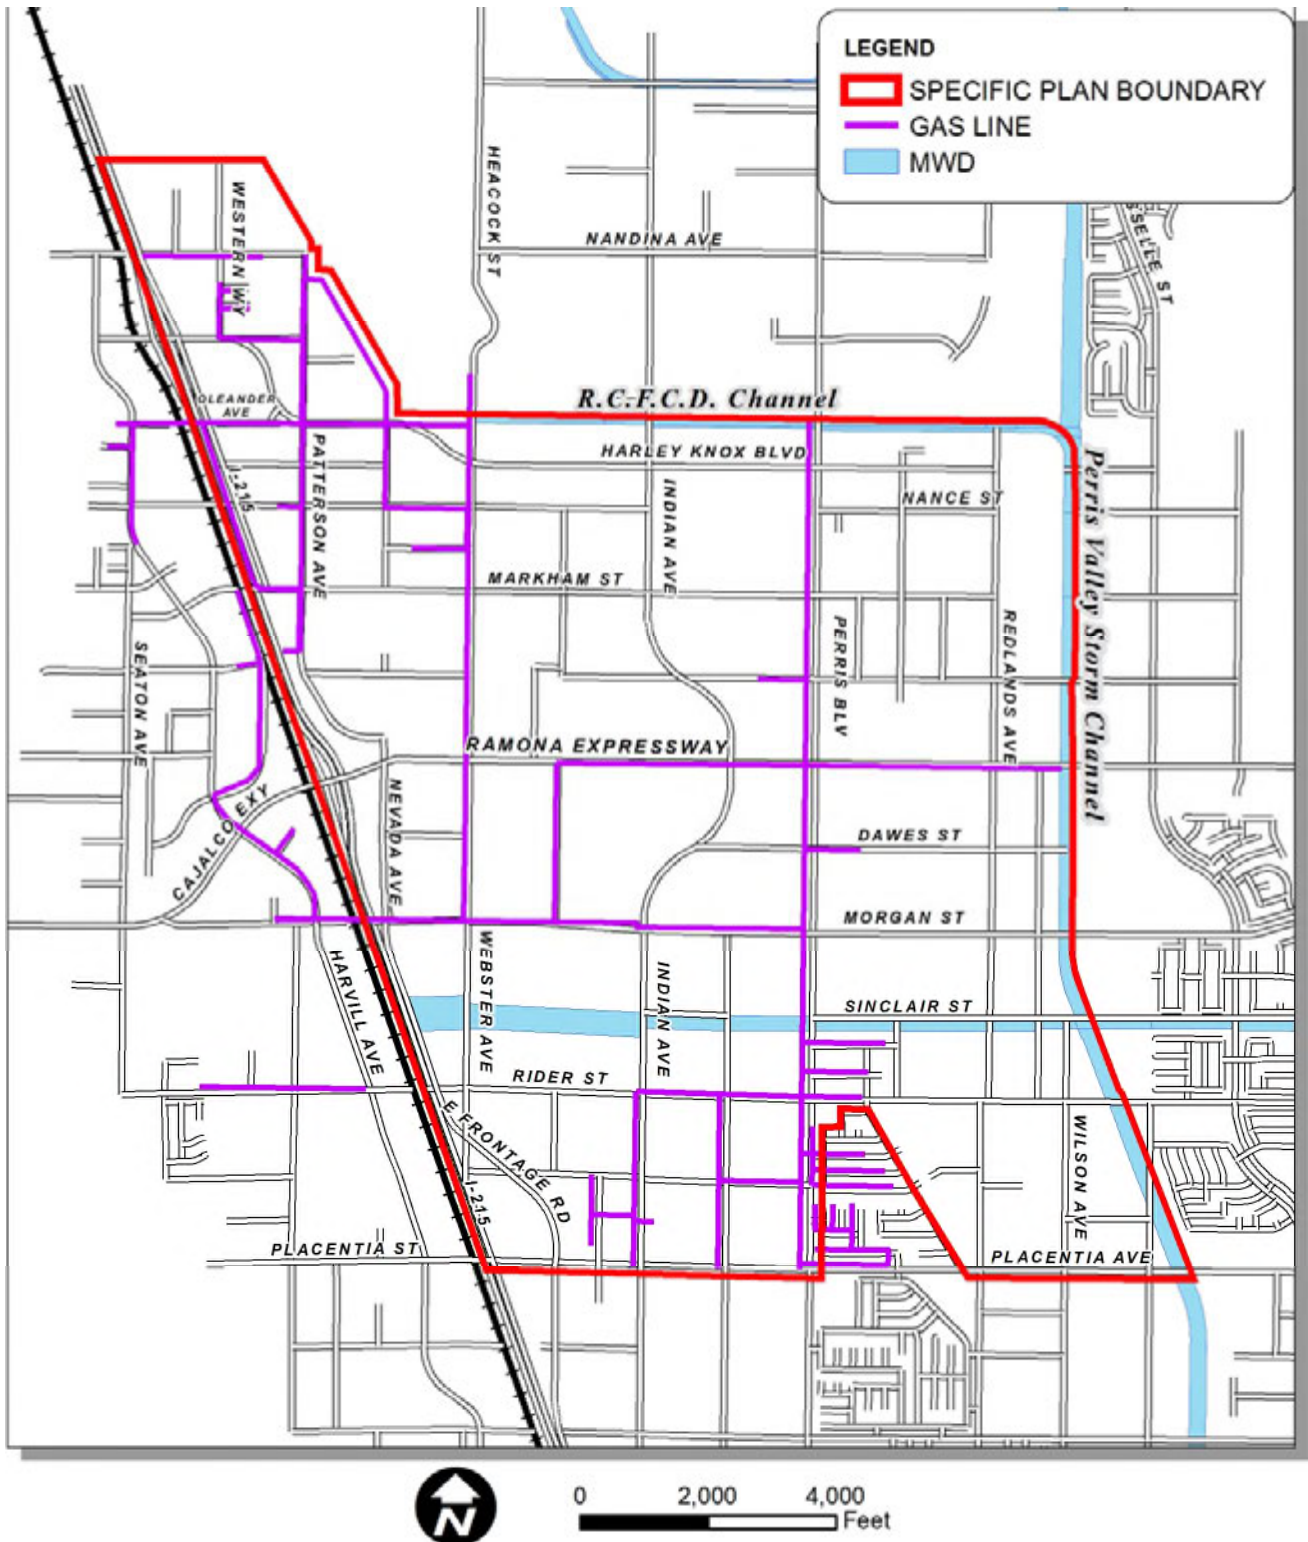 LEGEND
SPECIFIC PLAN BOUNDARY
GAS LINE
MWD
HEACOCK ST
WESTERN WY
NANDINA AVE
SSELLE ST
R.C.F.C.D. Channel
OLEANDER
AVE
HARLEY KNOX BLVD
PATTERSON AVE
I-215
INDIAN AVE
NANCE ST
Perris Valley Storm Channel
MARKHAM ST
SEATON AVE
PERRIS BLV
REDLANDS AVE
RAMONA EXPRESSWAY
CAJALCO EXY
NEVADA AVE
DAWES ST
MORGAN ST
HARVILL AVE
WEBSTER AVE
INDIAN AVE
SINCLAIR ST
RIDER ST
E FRONTAGE RD
WILSON AVE
I-215
PLACENTIA ST
PLACENTIA AVE
N
0 2,000 4,000
Feet